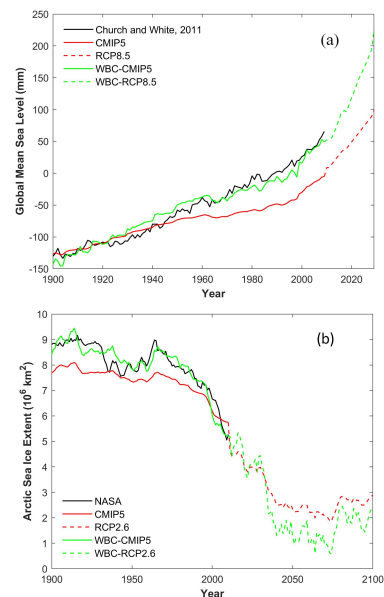 250
200
150
100
50
0
-50
-100
-150
Global Mean Sea Level (mm)
Church and White, 2011
CMIP5
RCP8.5
WBC-CMIP5
WBC-RCP8.5
(a)
1900 1920 1940 1960 1980 2000 2020
Year
10
9
8
7
6
5
4
3
2
1
0
Arctic Sea Ice Extent (10⁶ km²)
(b)
NASA
CMIP5
RCP2.6
WBC-CMIP5
WBC-RCP2.6
1900 1950 2000 2050 2100
Year